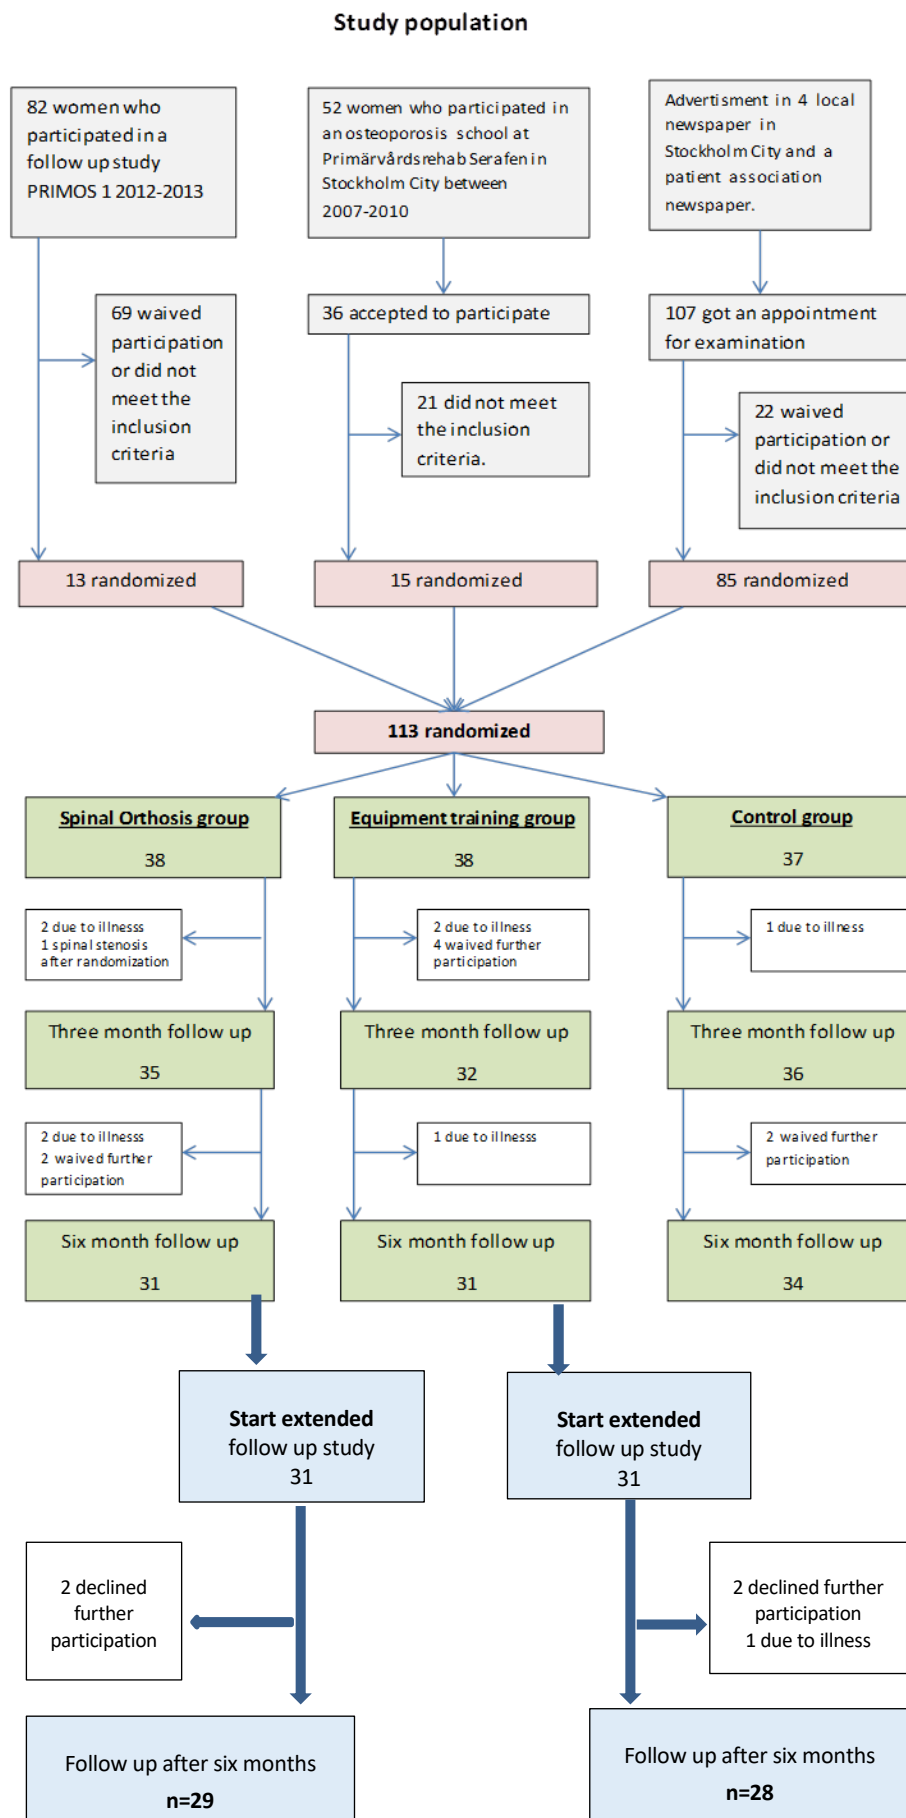 Study population
82 women who
participated in a
follow up study
PRIMOS 1 2012-2013
52 women who participated in
an osteoporosis school at
Primärvårdsrehab Serafen in
Stockholm City between
2007-2010
Advertisment in 4 local
newspaper in
Stockholm City and a
patient association
newspaper.
69 waived
participation
or did not
meet the
inclusion
criteria
36 accepted to participate
107 got an appointment
for examination
21 did not meet
the inclusion
criteria.
22 waived
participation or
did not meet the
inclusion criteria
13 randomized
15 randomized
85 randomized
113 randomized
Spinal Orthosis group
38
Equipment training group
38
Control group
37
2 due to illnesss
1 spinal stenosis
after randomization
2 due to illness
4 waived further
participation
1 due to illness
Three month follow up
35
Three month follow up
32
Three month follow up
36
2 due to illnesss
2 waived further
participation
1 due to illnesss
2 waived further
participation
Six month follow up
31
Six month follow up
31
Six month follow up
34
Start extended
follow up study
31
Start extended
follow up study
31
2 declined
further
participation
2 declined further
participation
1 due to illness
Follow up after six months
n=29
Follow up after six months
n=28